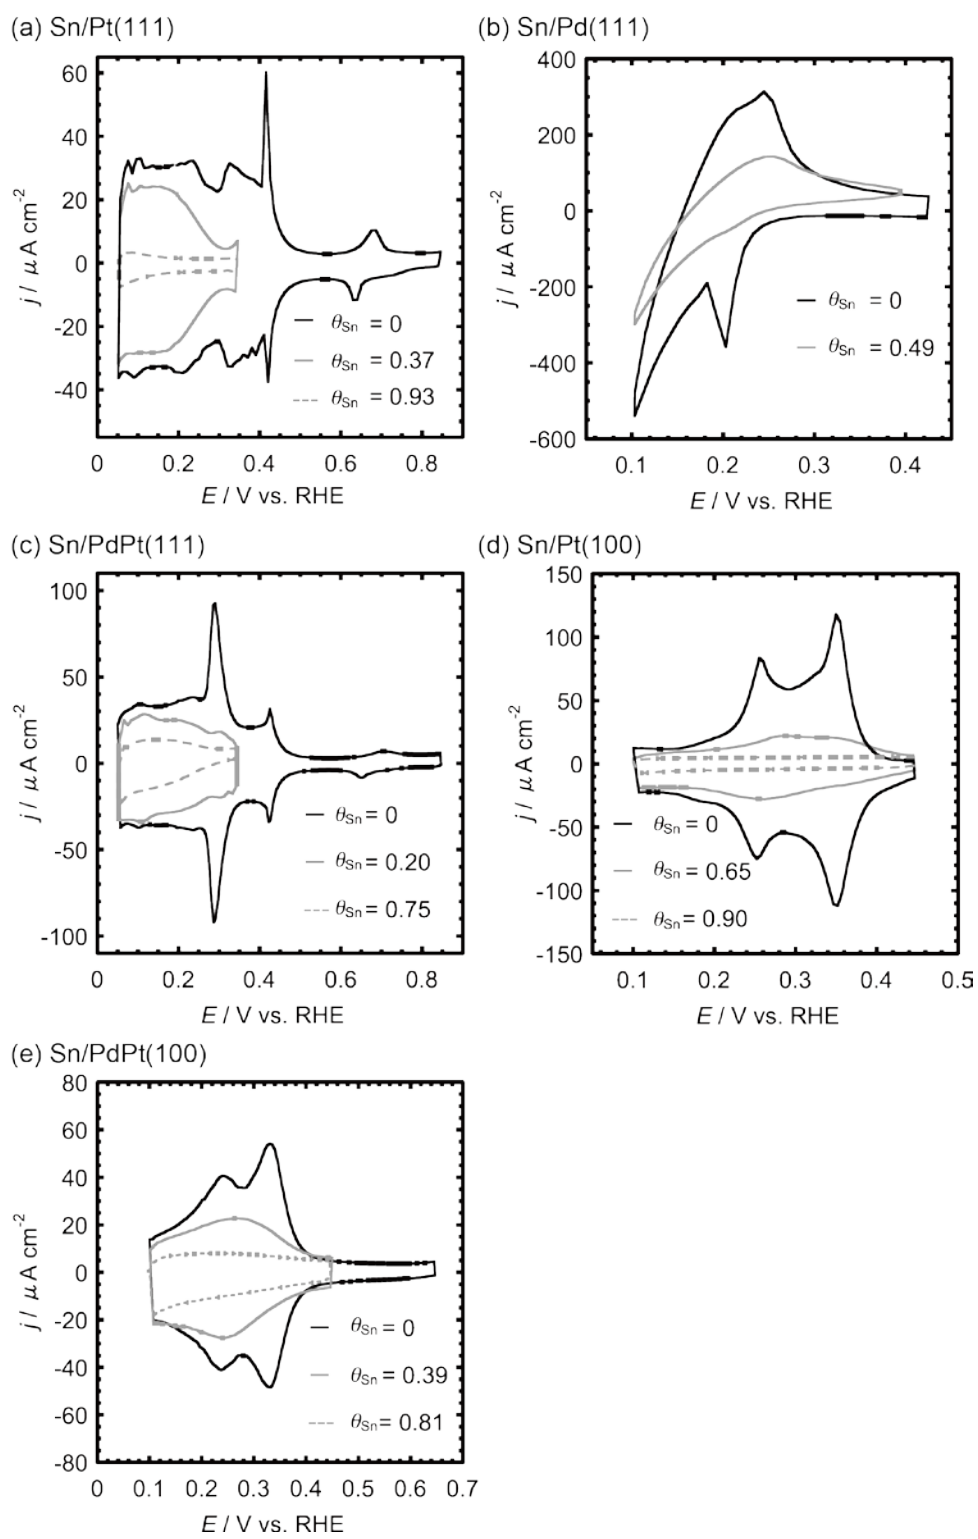 (a) Sn/Pt(111)
60
40
20
0
-20
-40
j / μA cm⁻²
θSn = 0
θSn = 0.37
θSn = 0.93
0 0.2 0.4 0.6 0.8
E / V vs. RHE
(b) Sn/Pd(111)
400
200
0
-200
-400
-600
j / μA cm⁻²
θSn = 0
θSn = 0.49
0.1 0.2 0.3 0.4
E / V vs. RHE
(c) Sn/PdPt(111)
100
50
0
-50
-100
j / μA cm⁻²
θSn = 0
θSn = 0.20
θSn = 0.75
0 0.2 0.4 0.6 0.8
E / V vs. RHE
(d) Sn/Pt(100)
150
100
50
0
-50
-100
-150
j / μA cm⁻²
θSn = 0
θSn = 0.65
θSn = 0.90
0.1 0.2 0.3 0.4 0.5
E / V vs. RHE
(e) Sn/PdPt(100)
80
60
40
20
0
-20
-40
-60
-80
j / μA cm⁻²
θSn = 0
θSn = 0.39
θSn = 0.81
0 0.1 0.2 0.3 0.4 0.5 0.6 0.7
E / V vs. RHE